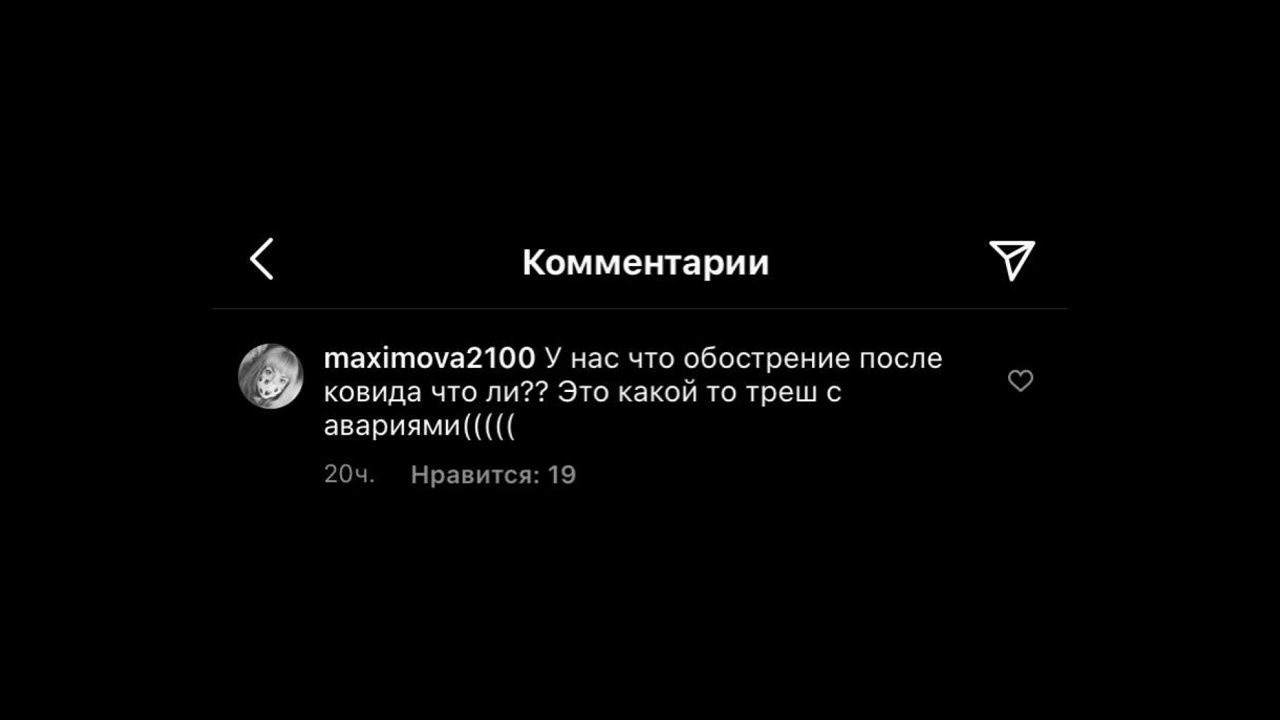 Комментарии
maximova2100 У нас что обострение после
ковида что ли?? Это какой то треш с
авариями(((((
20ч. Нравится: 19